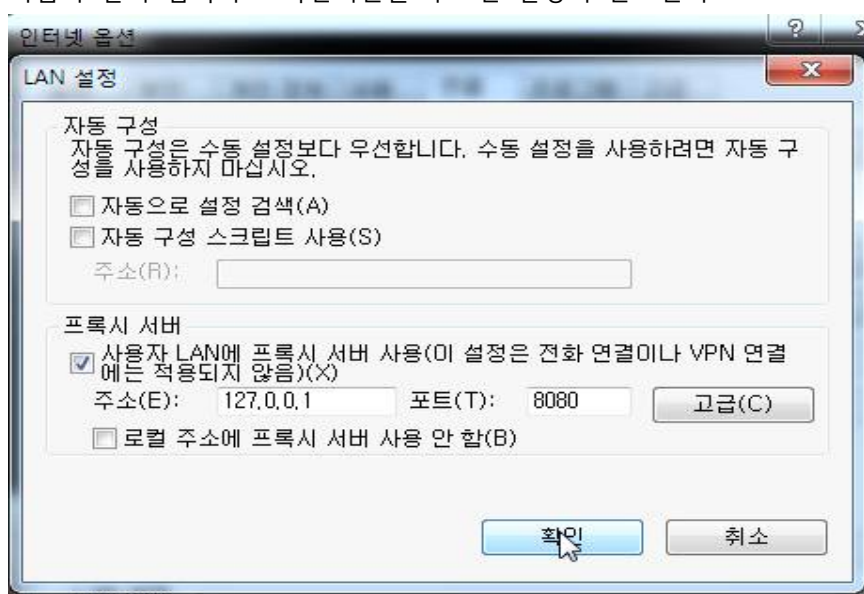 인터넷 옵션
LAN 설정
자동 구성
자동 구성은 수동 설정보다 우선합니다. 수동 설정을 사용하려면 자동 구
성을 사용하지 마십시오.
자동으로 설정 검색(A)
자동 구성 스크립트 사용(S)
주소(R):
프록시 서버
사용자 LAN에 프록시 서버 사용(이 설정은 전화 연결이나 VPN 연결
에는 적용되지 않음)(X)
주소(E): 127.0.0.1 포트(T): 8080 고급(C)
로컬 주소에 프록시 서버 사용 안 함(B)
확인 취소